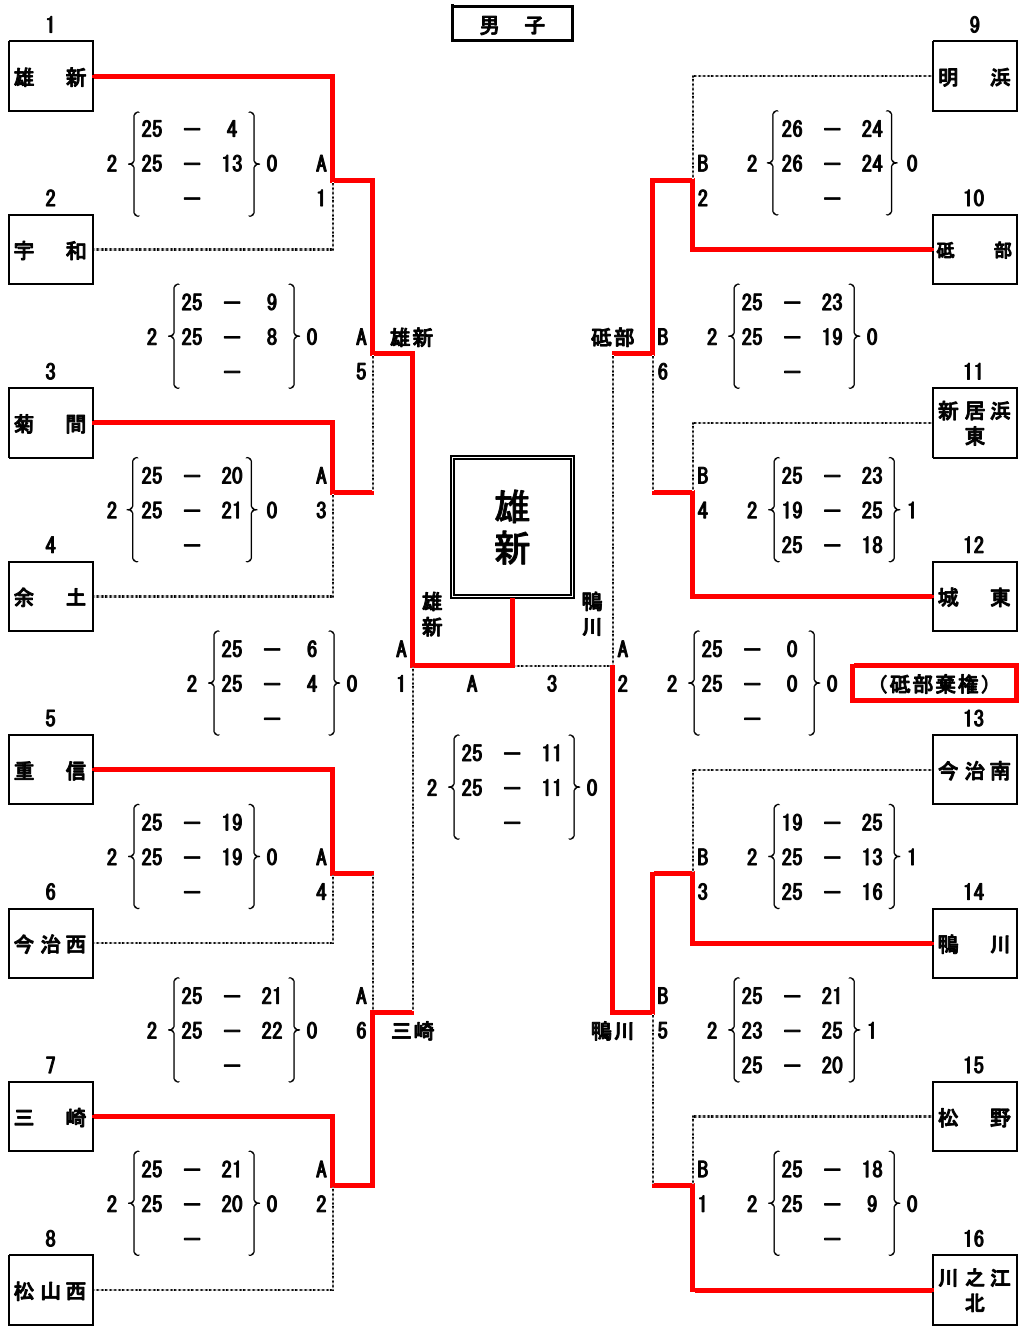 男 子
1
雄 新
25 － 4
2 25 － 13 0
－
A
1
2
宇 和
25 － 9
2 25 － 8 0
－
A
5
雄新
3
菊 間
25 － 20
2 25 － 21 0
－
A
3
4
余 土
25 － 6
2 25 － 4 0
－
A
1
雄
新
5
重 信
25 － 19
2 25 － 19 0
－
A
4
6
今治西
25 － 21
2 25 － 22 0
－
A
6
三崎
7
三 崎
25 － 21
2 25 － 20 0
－
A
2
8
松山西
雄
新
A 3
25 － 11
2 25 － 11 0
－
9
明 浜
26 － 24
2 26 － 24 0
－
B
2
10
砥 部
砥部
B
6
25 － 23
2 25 － 19 0
－
11
新居浜
東
B
4
25 － 23
2 19 － 25 1
25 － 18
12
城 東
鴨
川
A
2
25 － 0
2 25 － 0 0
－
（砥部棄権）
13
今治南
B
3
19 － 25
2 25 － 13 1
25 － 16
14
鴨 川
鴨川
B
5
25 － 21
2 23 － 25 1
25 － 20
15
松 野
B
1
25 － 18
2 25 － 9 0
－
16
川之江
北